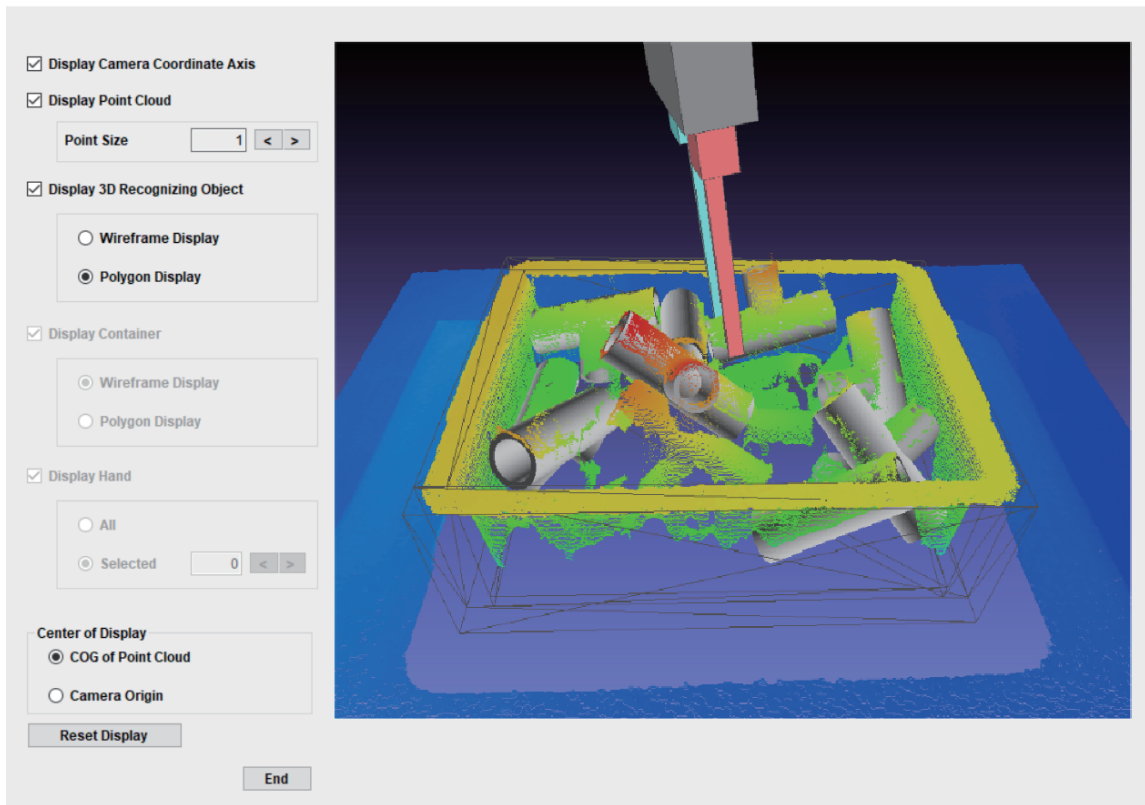 Display Camera Coordinate Axis
Display Point Cloud
Point Size 1 < >
Display 3D Recognizing Object
Wireframe Display
Polygon Display
Display Container
Wireframe Display
Polygon Display
Display Hand
All
Selected 0 < >
Center of Display
COG of Point Cloud
Camera Origin
Reset Display
End